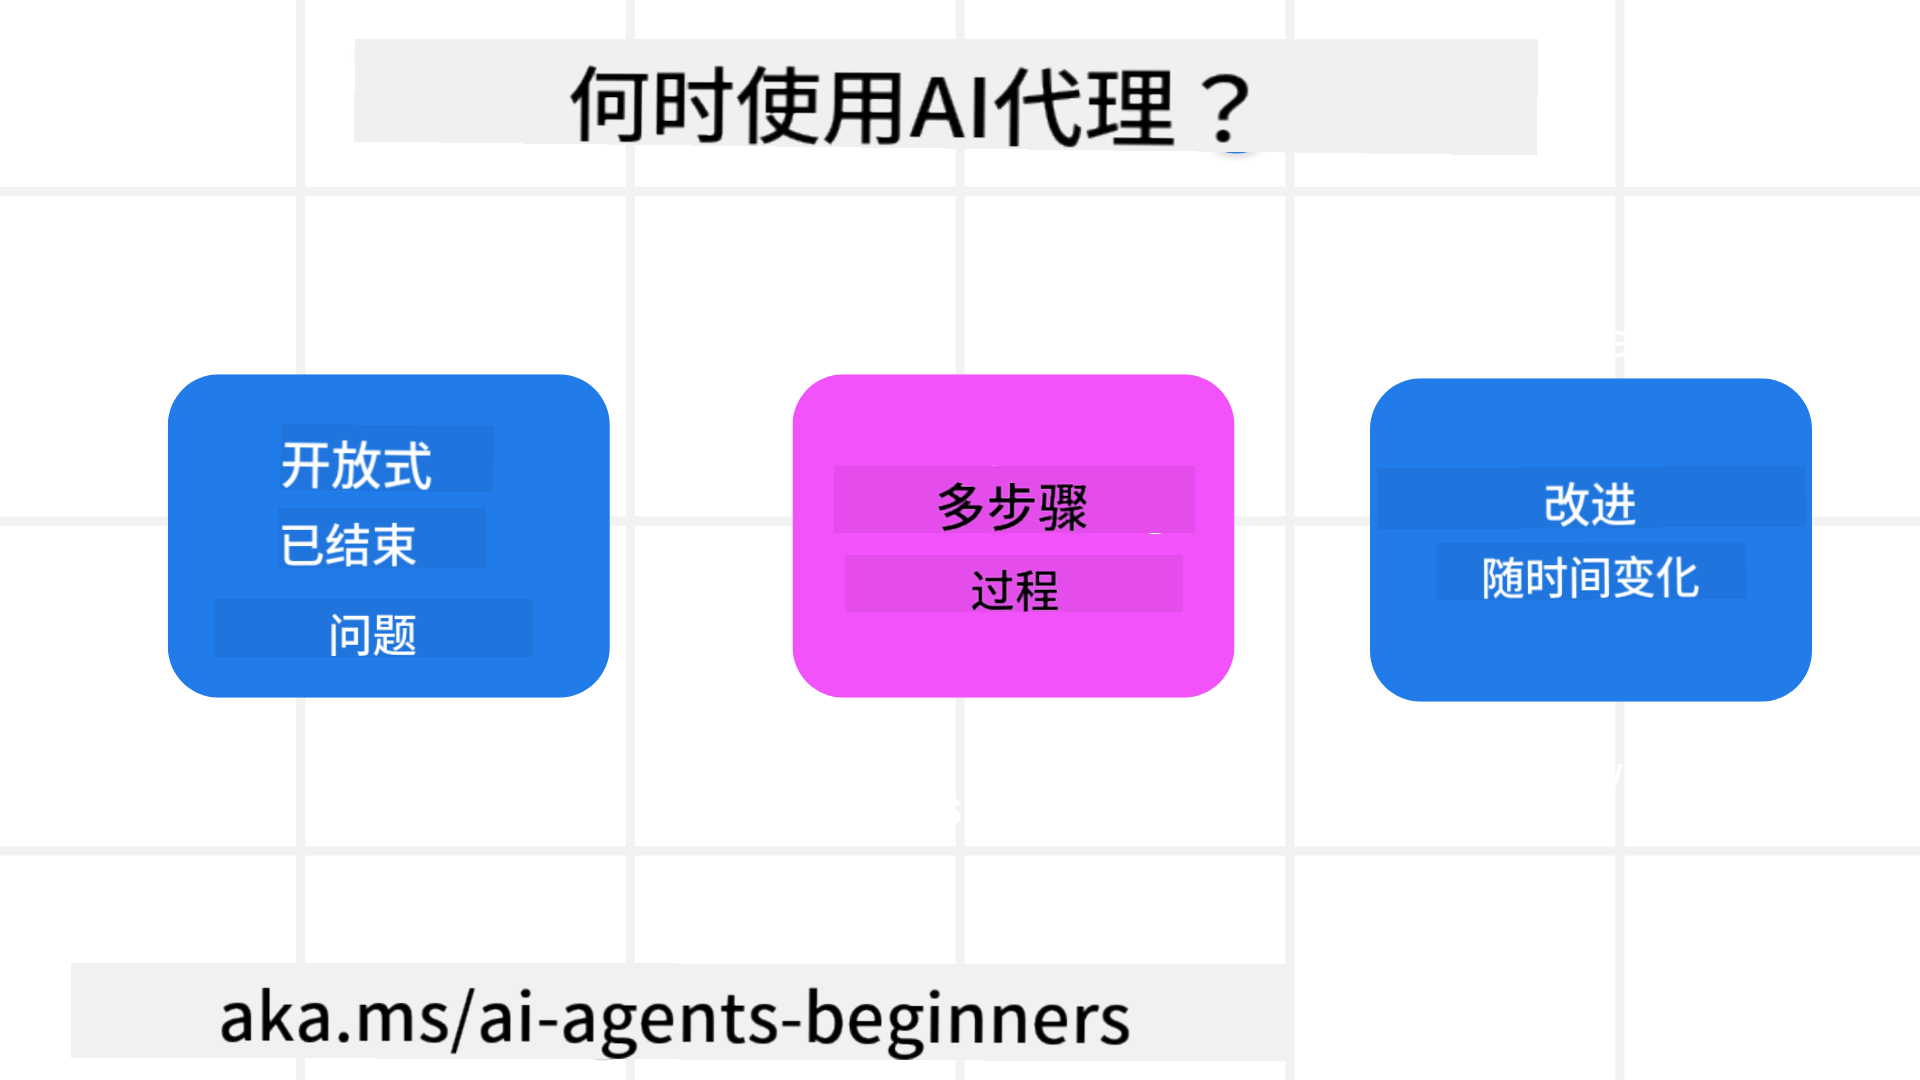 何时使用AI代理？
开放式
已结束
问题
多步骤
过程
改进
随时间变化
aka.ms/ai-agents-beginners